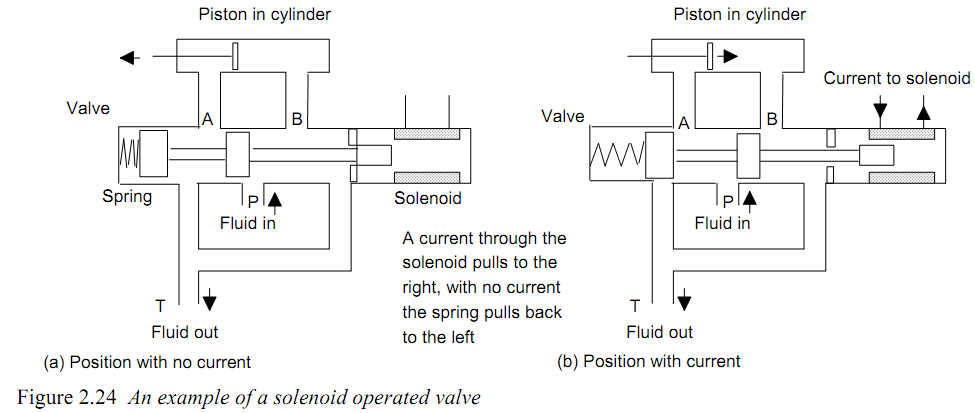 Piston in cylinder
Valve
A
B
Spring
P
Fluid in
Solenoid
T
Fluid out
(a) Position with no current
A current through the
solenoid pulls to the
right, with no current
the spring pulls back
to the left
Piston in cylinder
Current to solenoid
Valve
A
B
P
Fluid in
T
Fluid out
(b) Position with current
Figure 2.24 An example of a solenoid operated valve